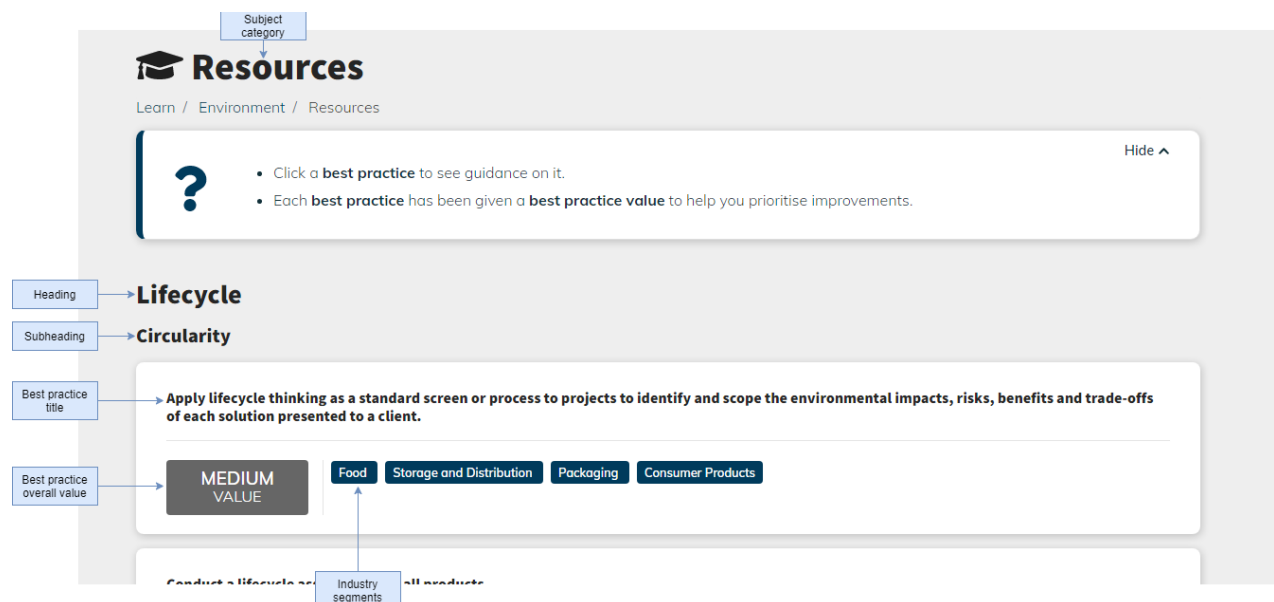 Subject
category
Resources
Learn / Environment / Resources
Hide
Click a best practice to see guidance on it.
Each best practice has been given a best practice value to help you prioritise improvements.
Heading
Lifecycle
Subheading
Circularity
Best practice
title
Apply lifecycle thinking as a standard screen or process to projects to identify and scope the environmental impacts, risks, benefits and trade-offs
of each solution presented to a client.
Best practice
overall value
MEDIUM
VALUE
Food
Storage and Distribution
Packaging
Consumer Products
Conduct a lifecycle all products
Industry
segments